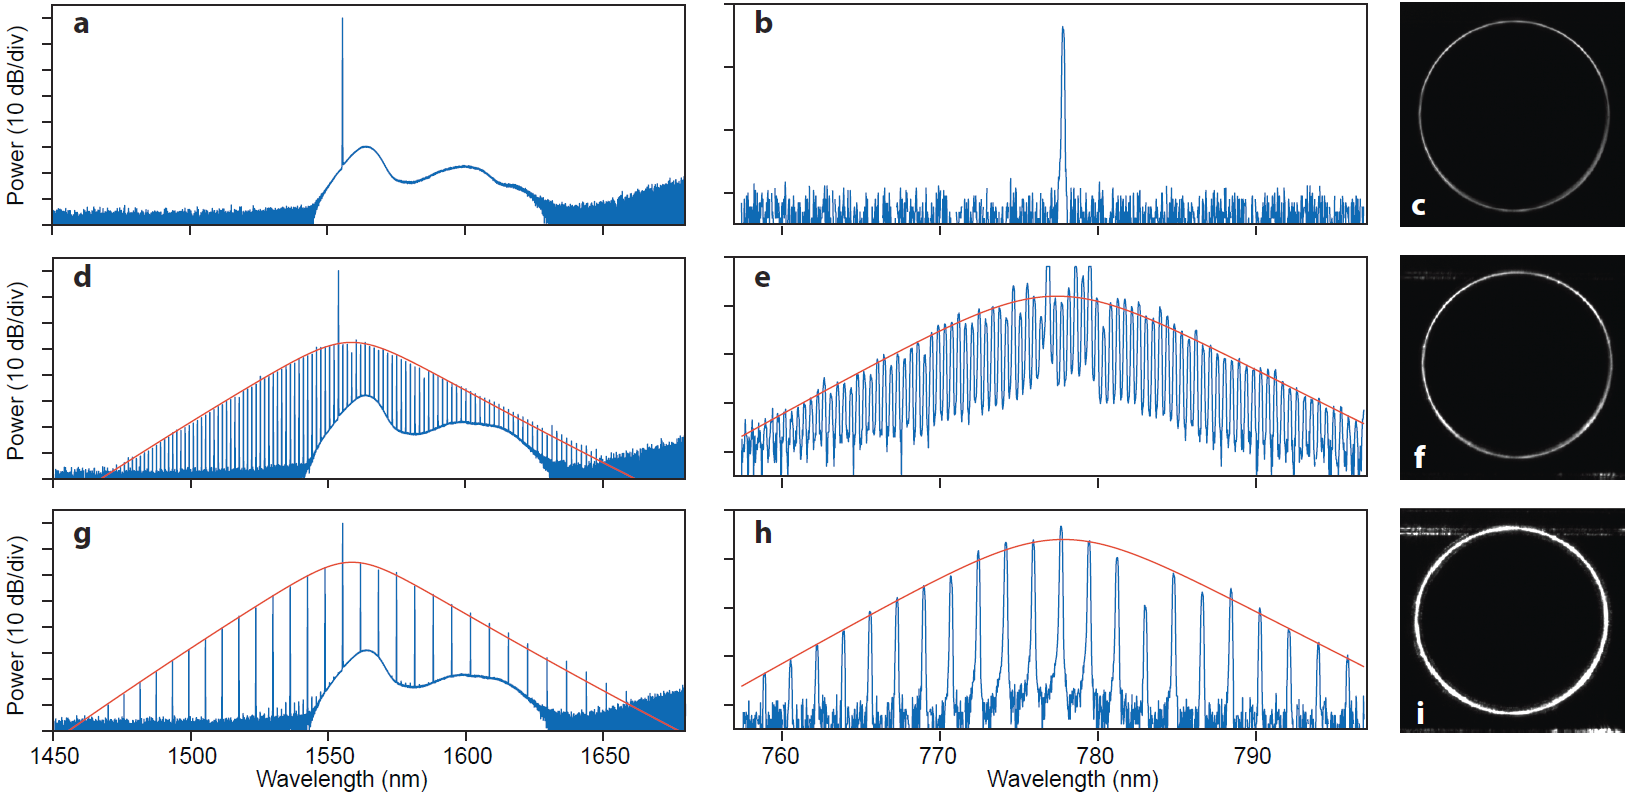 a
b
c
Power (10 dB/div)
d
e
f
Power (10 dB/div)
g
h
i
Power (10 dB/div)
1450 1500 1550 1600 1650
760 770 780 790
Wavelength (nm)
Wavelength (nm)